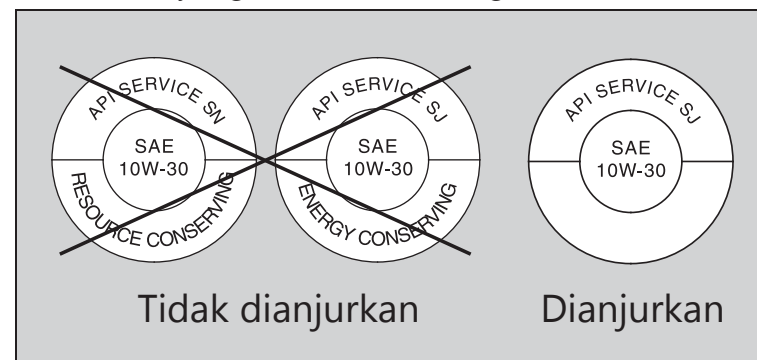 API SERVICE SN
SAE
10W-30
RESOURCE CONSERVING
API SERVICE SJ
SAE
10W-30
ENERGY CONSERVING
API SERVICE SJ
SAE
10W-30
Tidak dianjurkan
Dianjurkan